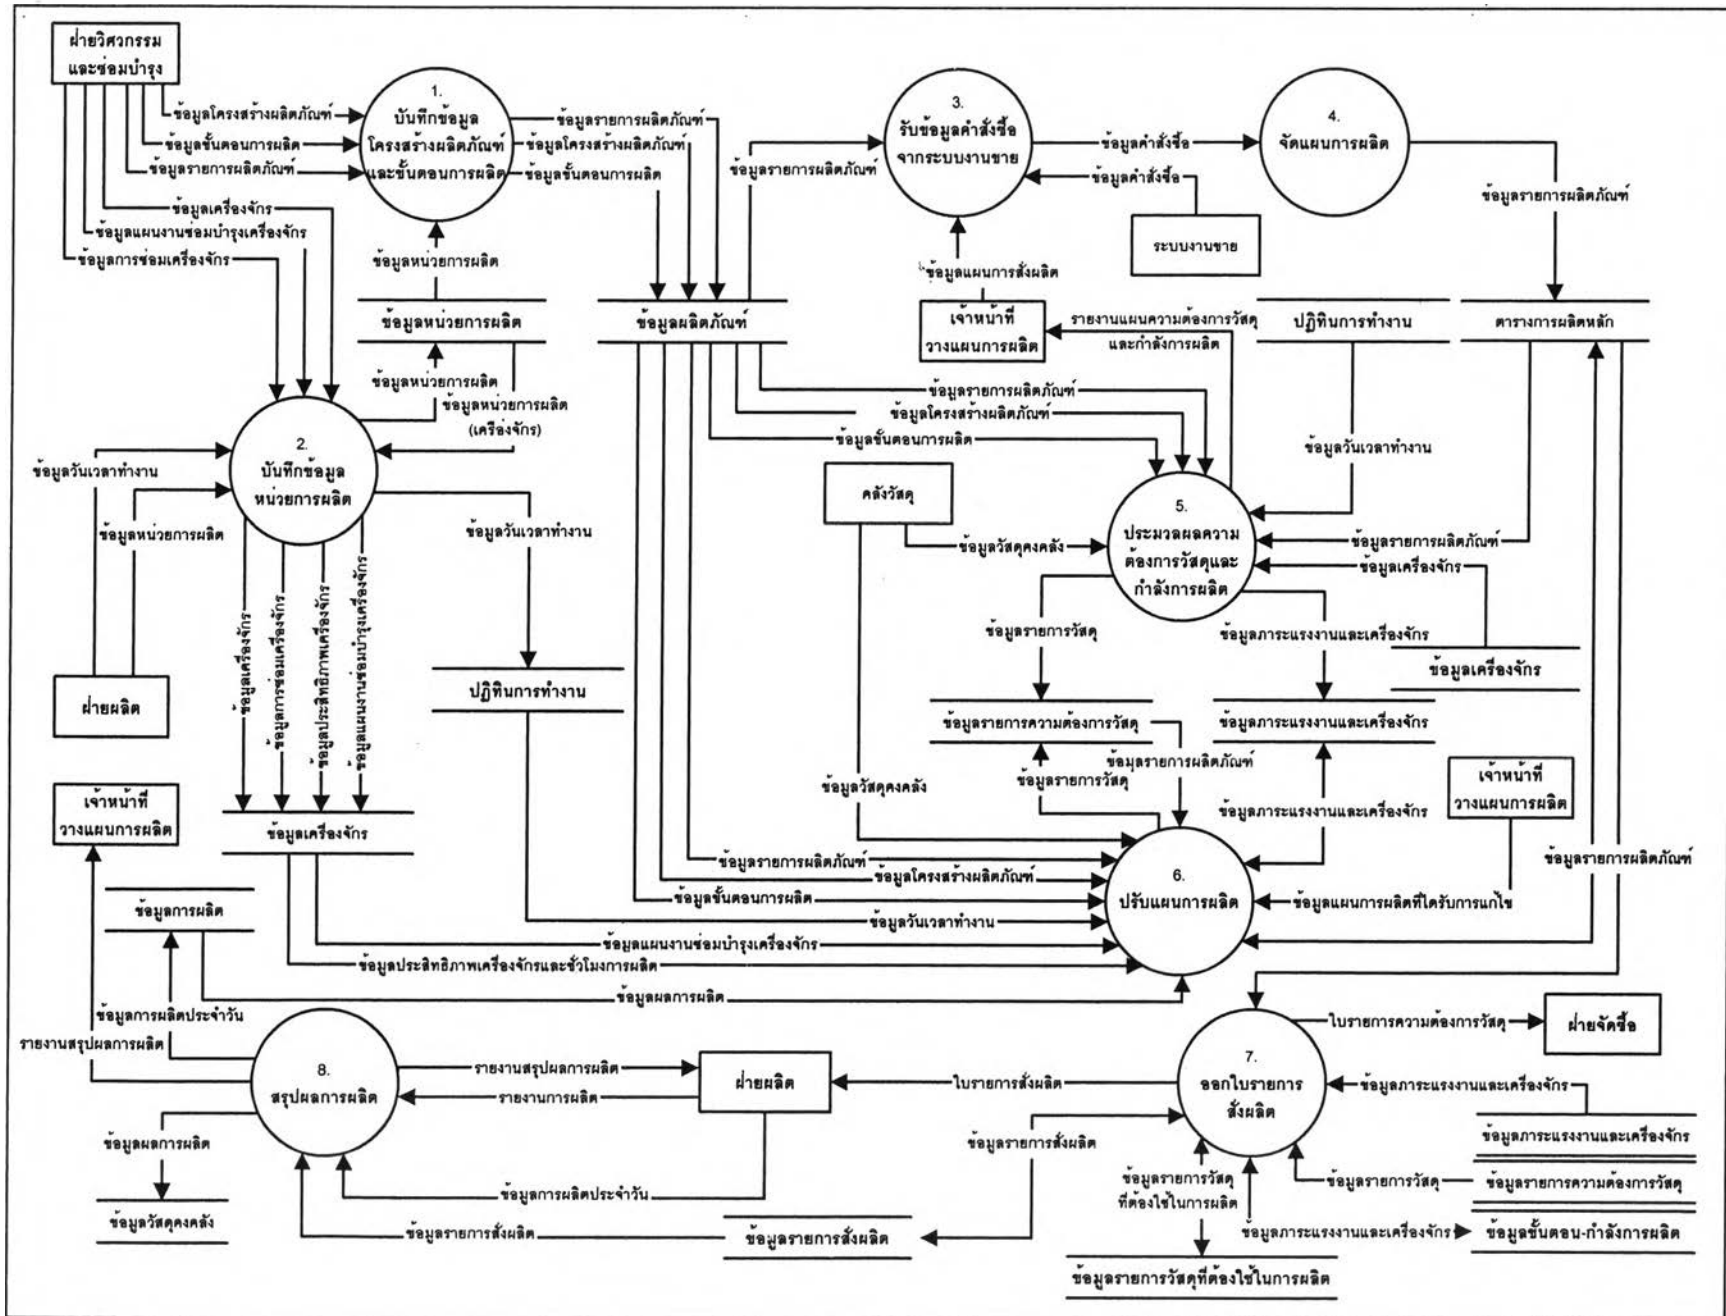 ฝ่ายวิศวกรรม
และซ่อมบำรุง
ข้อมูลโครงสร้างผลิตภัณฑ์
ข้อมูลขั้นตอนการผลิต
ข้อมูลรายการผลิตภัณฑ์
ข้อมูลเครื่องจักร
ข้อมูลแผนงานซ่อมบำรุงเครื่องจักร
ข้อมูลการซ่อมเครื่องจักร
1.
บันทึกข้อมูล
โครงสร้างผลิตภัณฑ์
และขั้นตอนการผลิต
ข้อมูลรายการผลิตภัณฑ์
ข้อมูลโครงสร้างผลิตภัณฑ์
ข้อมูลขั้นตอนการผลิต
ข้อมูลรายการผลิตภัณฑ์
3.
รับข้อมูลคำสั่งซื้อ
จากระบบงานขาย
ข้อมูลคำสั่งซื้อ
ข้อมูลคำสั่งซื้อ
ระบบงานขาย
4.
จัดแผนการผลิต
ข้อมูลรายการผลิตภัณฑ์
ข้อมูลหน่วยการผลิต
ข้อมูลหน่วยการผลิต
ข้อมูลหน่วยการผลิต
ข้อมูลหน่วยการผลิต
(เครื่องจักร)
ข้อมูลผลิตภัณฑ์
ข้อมูลแผนการสั่งผลิต
เจ้าหน้าที่
วางแผนการผลิต
รายงานแผนความต้องการวัสดุ
และกำลังการผลิต
ปฏิทินการทำงาน
ตารางการผลิตหลัก
2.
บันทึกข้อมูล
หน่วยการผลิต
ข้อมูลวันเวลาทำงาน
ข้อมูลหน่วยการผลิต
ข้อมูลวันเวลาทำงาน
ข้อมูลรายการผลิตภัณฑ์
ข้อมูลโครงสร้างผลิตภัณฑ์
ข้อมูลขั้นตอนการผลิต
ข้อมูลวันเวลาทำงาน
คลังวัสดุ
ข้อมูลวัสดุคงคลัง
5.
ประมวลผลความ
ต้องการวัสดุและ
กำลังการผลิต
ข้อมูลรายการผลิตภัณฑ์
ข้อมูลเครื่องจักร
ข้อมูลเครื่องจักร
ข้อมูลการซ่อมเครื่องจักร
ข้อมูลประสิทธิภาพเครื่องจักร
ข้อมูลแผนงานซ่อมบำรุงเครื่องจักร
ข้อมูลรายการวัสดุ
ข้อมูลภาระแรงงานและเครื่องจักร
ข้อมูลเครื่องจักร
ฝ่ายผลิต
ปฏิทินการทำงาน
ข้อมูลรายการความต้องการวัสดุ
ข้อมูลภาระแรงงานและเครื่องจักร
ข้อมูลวัสดุคงคลัง
ข้อมูลรายการวัสดุ
ข้อมูลรายการผลิตภัณฑ์
ข้อมูลภาระแรงงานและเครื่องจักร
เจ้าหน้าที่
วางแผนการผลิต
เจ้าหน้าที่
วางแผนการผลิต
ข้อมูลเครื่องจักร
ข้อมูลรายการผลิตภัณฑ์
ข้อมูลโครงสร้างผลิตภัณฑ์
ข้อมูลขั้นตอนการผลิต
ข้อมูลวันเวลาทำงาน
ข้อมูลแผนงานซ่อมบำรุงเครื่องจักร
ข้อมูลประสิทธิภาพเครื่องจักรและชั่วโมงการผลิต
ข้อมูลผลการผลิต
6.
ปรับแผนการผลิต
ข้อมูลแผนการผลิตที่ได้รับการแก้ไข
ข้อมูลรายการผลิตภัณฑ์
ข้อมูลการผลิต
ข้อมูลการผลิตประจำวัน
รายงานสรุปผลการผลิต
8.
สรุปผลการผลิต
รายงานสรุปผลการผลิต
รายงานการผลิต
ฝ่ายผลิต
ใบรายการสั่งผลิต
7.
ออกใบรายการ
สั่งผลิต
ใบรายการความต้องการวัสดุ
ฝ่ายจัดซื้อ
ข้อมูลภาระแรงงานและเครื่องจักร
ข้อมูลภาระแรงงานและเครื่องจักร
ข้อมูลผลการผลิต
ข้อมูลวัสดุคงคลัง
ข้อมูลการผลิตประจำวัน
ข้อมูลรายการสั่งผลิต
ข้อมูลรายการสั่งผลิต
ข้อมูลรายการสั่งผลิต
ข้อมูลรายการวัสดุ
ที่ต้องใช้ในการผลิต
ข้อมูลรายการวัสดุ
ข้อมูลรายการความต้องการวัสดุ
ข้อมูลภาระแรงงานและเครื่องจักร
ข้อมูลขั้นตอน-กำลังการผลิต
ข้อมูลรายการวัสดุที่ต้องใช้ในการผลิต